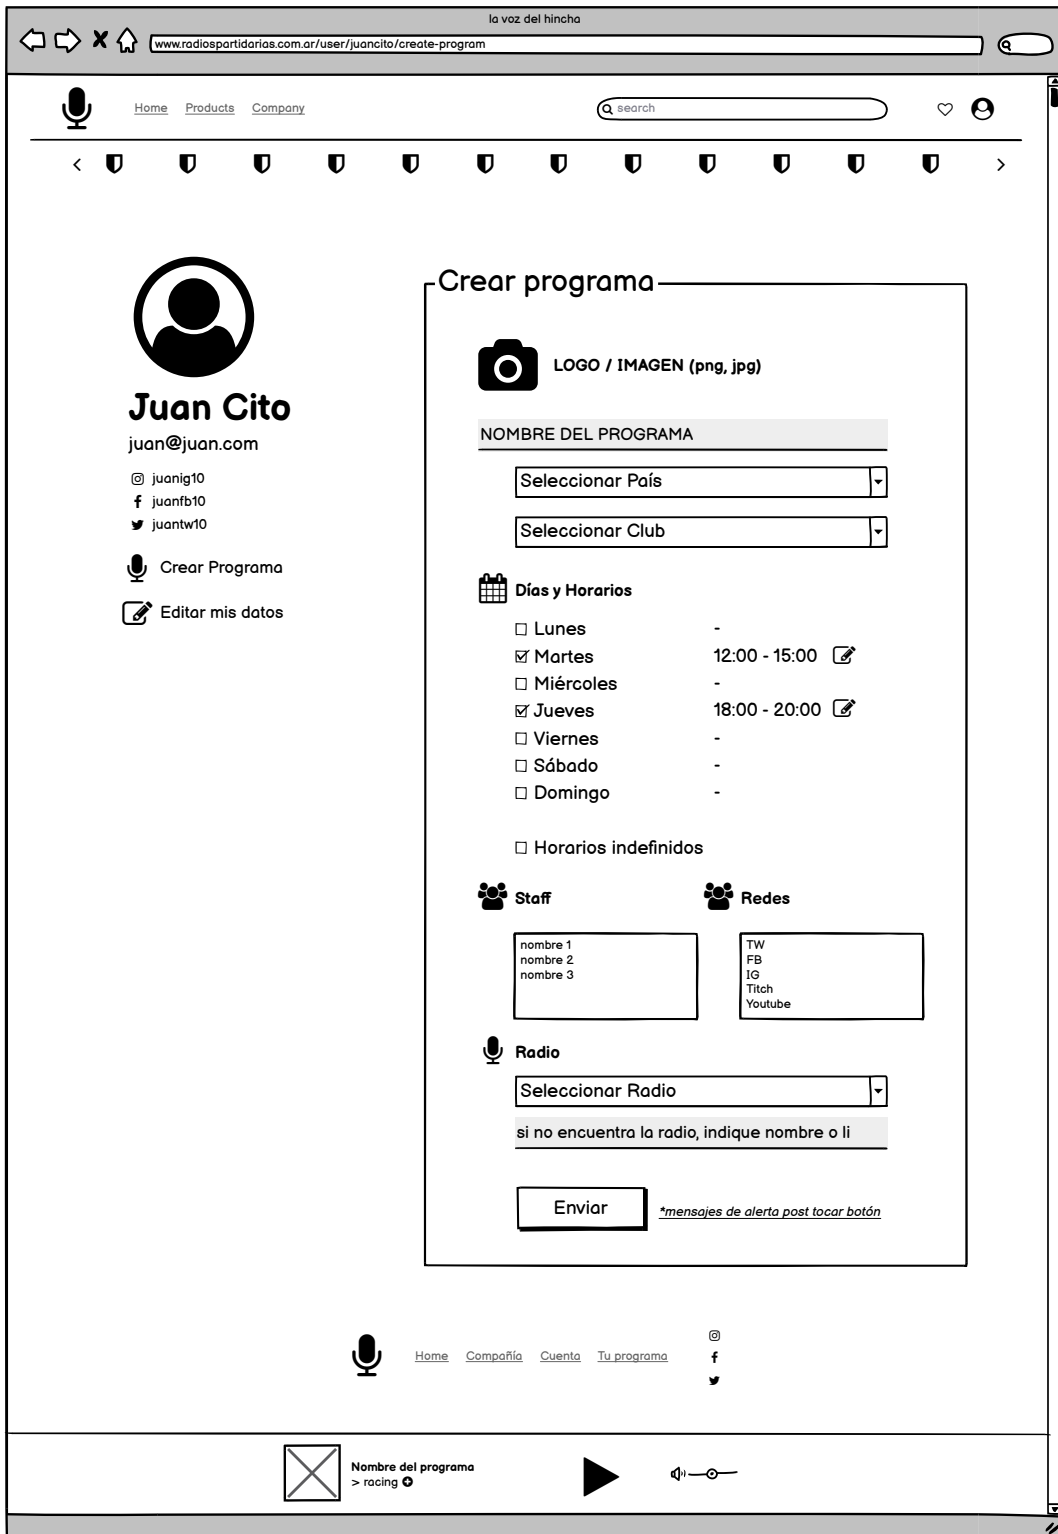 la voz del hincha
www.radiospartidarias.com.ar/user/juancito/create-program
Home Products Company search
Juan Cito
juan@juan.com
juanig10
juanfb10
juantw10
Crear Programa
Editar mis datos
Crear programa
LOGO / IMAGEN (png, jpg)
NOMBRE DEL PROGRAMA
Seleccionar País
Seleccionar Club
Días y Horarios
Lunes -
Martes 12:00 - 15:00
Miércoles -
Jueves 18:00 - 20:00
Viernes -
Sábado -
Domingo -
Horarios indefinidos
Staff
nombre 1
nombre 2
nombre 3
Redes
TW
FB
IG
Titch
Youtube
Radio
Seleccionar Radio
si no encuentra la radio, indique nombre o li
Enviar *mensajes de alerta post tocar botón
Home Compañía Cuenta Tu programa
Nombre del programa
> racing